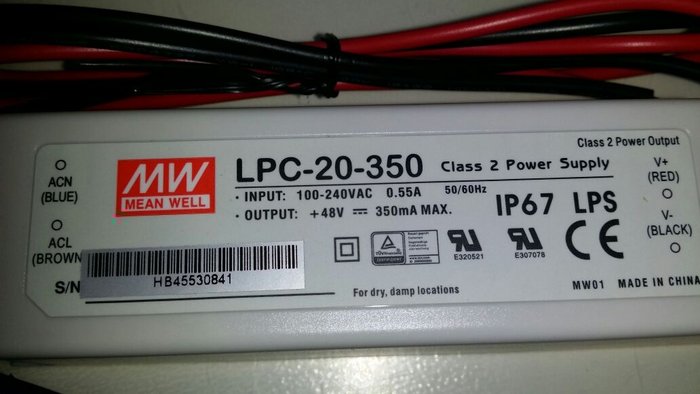 Class 2 Power Output
ACN
(BLUE)
MW
MEAN WELL
LPC-20-350 Class 2 Power Supply
· INPUT: 100-240VAC 0.55A 50/60Hz
· OUTPUT: +48V ⎓ 350mA MAX.
IP67 LPS
V+
(RED)
V-
(BLACK)
ACL
(BROWN
S/N
HB45530841
E320521
E307078
CE
For dry, damp locations
MW01 MADE IN CHINA